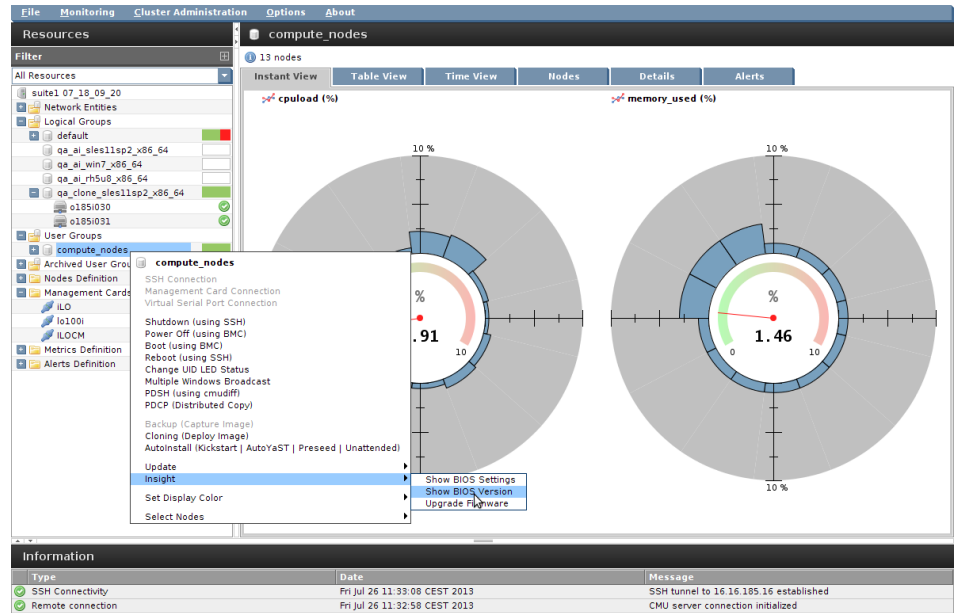 File Monitoring Cluster Administration Options About
Resources
Filter
All Resources
suite1 07_18_09_20
Network Entities
Logical Groups
default
qa_ai_sles11sp2_x86_64
qa_ai_win7_x86_64
qa_ai_rh5u8_x86_64
qa_clone_sles11sp2_x86_64
o185i030
o185i031
User Groups
compute_nodes
Archived User Grou
Nodes Definition
Management Cards
iLO
lo100i
ILOCM
Metrics Definition
Alerts Definition
compute_nodes
SSH Connection
Management Card Connection
Virtual Serial Port Connection
Shutdown (using SSH)
Power Off (using BMC)
Boot (using BMC)
Reboot (using SSH)
Change UID LED Status
Multiple Windows Broadcast
PDSH (using cmudiff)
PDCP (Distributed Copy)
Backup (Capture Image)
Cloning (Deploy Image)
AutoInstall (Kickstart | AutoYaST | Preseed | Unattended)
Update
Insight
Set Display Color
Select Nodes
Show BIOS Settings
Show BIOS Version
Upgrade Firmware
compute_nodes
13 nodes
Instant View Table View Time View Nodes Details Alerts
cpuload (%)
10 %
%
.91
10
memory_used (%)
10 %
%
1.46
0 10
10 %
Information
Type Date Message
SSH Connectivity Fri Jul 26 11:33:08 CEST 2013 SSH tunnel to 16.16.185.16 established
Remote connection Fri Jul 26 11:32:58 CEST 2013 CMU server connection initialized